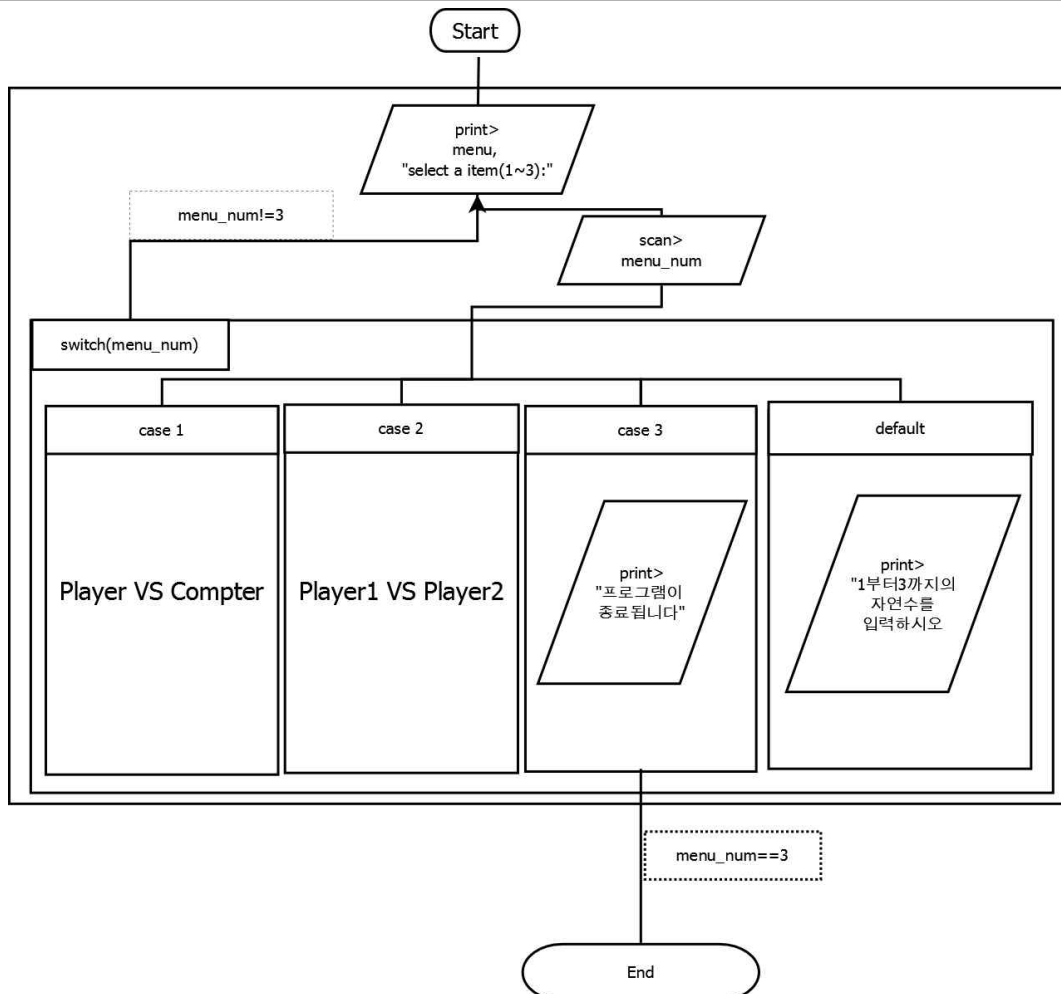 Start
print>
menu,
"select a item(1~3):"
menu_num!=3
scan>
menu_num
switch(menu_num)
case 1
case 2
case 3
default
Player VS Compter
Player1 VS Player2
print>
"프로그램이
종료됩니다"
print>
"1부터3까지의
자연수를
입력하시오
menu_num==3
End